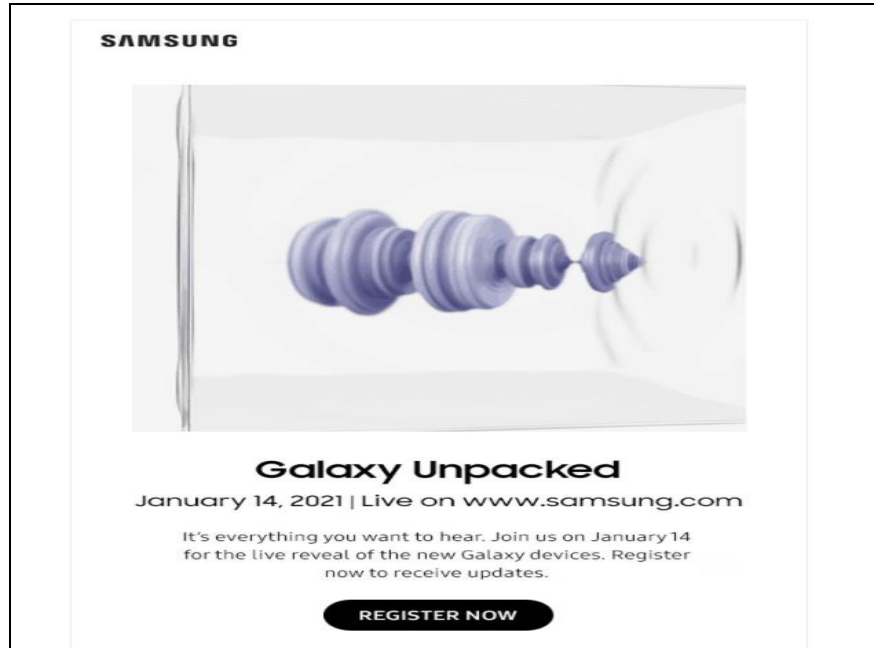 SAMSUNG
Galaxy Unpacked
January 14, 2021 | Live on www.samsung.com
It's everything you want to hear. Join us on January 14
for the live reveal of the new Galaxy devices. Register
now to receive updates.
REGISTER NOW